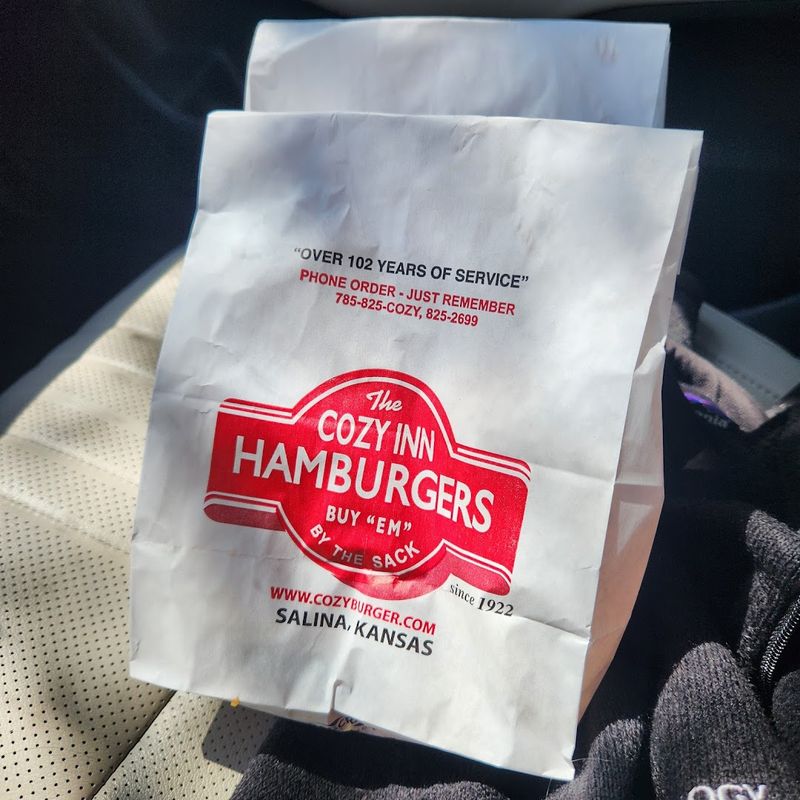 “OVER 102 YEARS OF SERVICE”
PHONE ORDER - JUST REMEMBER
785-825-COZY, 825-2699
The
COZY INN
HAMBURGERS
BUY “EM”
BY THE SACK
since 1922
WWW.COZYBURGER.COM
SALINA, KANSAS